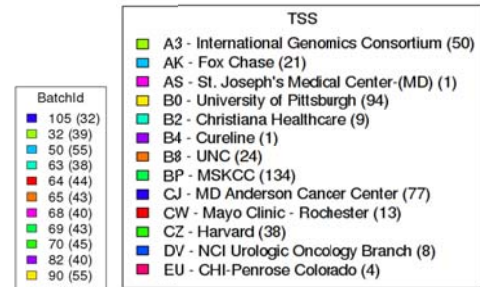 BatchId
105 (32)
32 (39)
50 (55)
63 (38)
64 (44)
65 (43)
68 (40)
69 (43)
70 (45)
82 (40)
90 (55)
TSS
A3 - International Genomics Consortium (50)
AK - Fox Chase (21)
AS - St. Joseph's Medical Center-(MD) (1)
B0 - University of Pittsburgh (94)
B2 - Christiana Healthcare (9)
B4 - Cureline (1)
B8 - UNC (24)
BP - MSKCC (134)
CJ - MD Anderson Cancer Center (77)
CW - Mayo Clinic - Rochester (13)
CZ - Harvard (38)
DV - NCI Urologic Oncology Branch (8)
EU - CHI-Penrose Colorado (4)